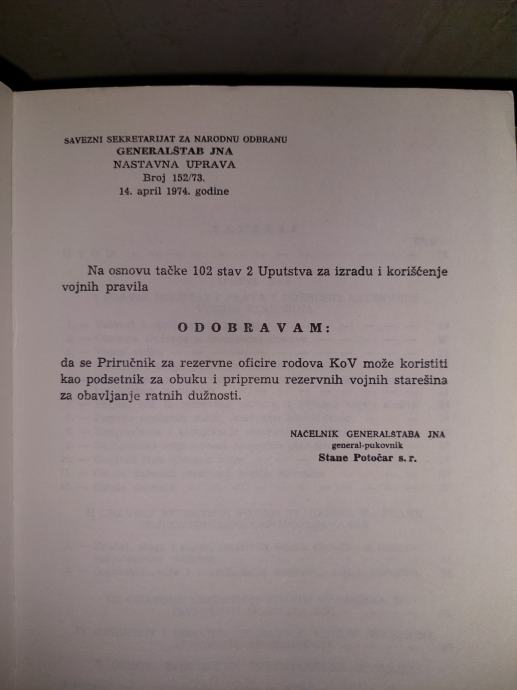 SAVEZNI SEKRETARIJAT ZA NARODNU ODBRANU
GENERALŠTAB JNA
NASTAVNA UPRAVA
Broj 152/73.
14. april 1974. godine
Na osnovu tačke 102 stav 2 Uputstva za izradu i korišćenje
vojnih pravila
ODOBRAVAM:
da se Priručnik za rezervne oficire rodova KoV može koristiti
kao podsetnik za obuku i pripremu rezervnih vojnih starešina
za obavljanje ratnih dužnosti.
NAČELNIK GENERALŠTABA JNA
general-pukovnik
Stane Potočar s. r.